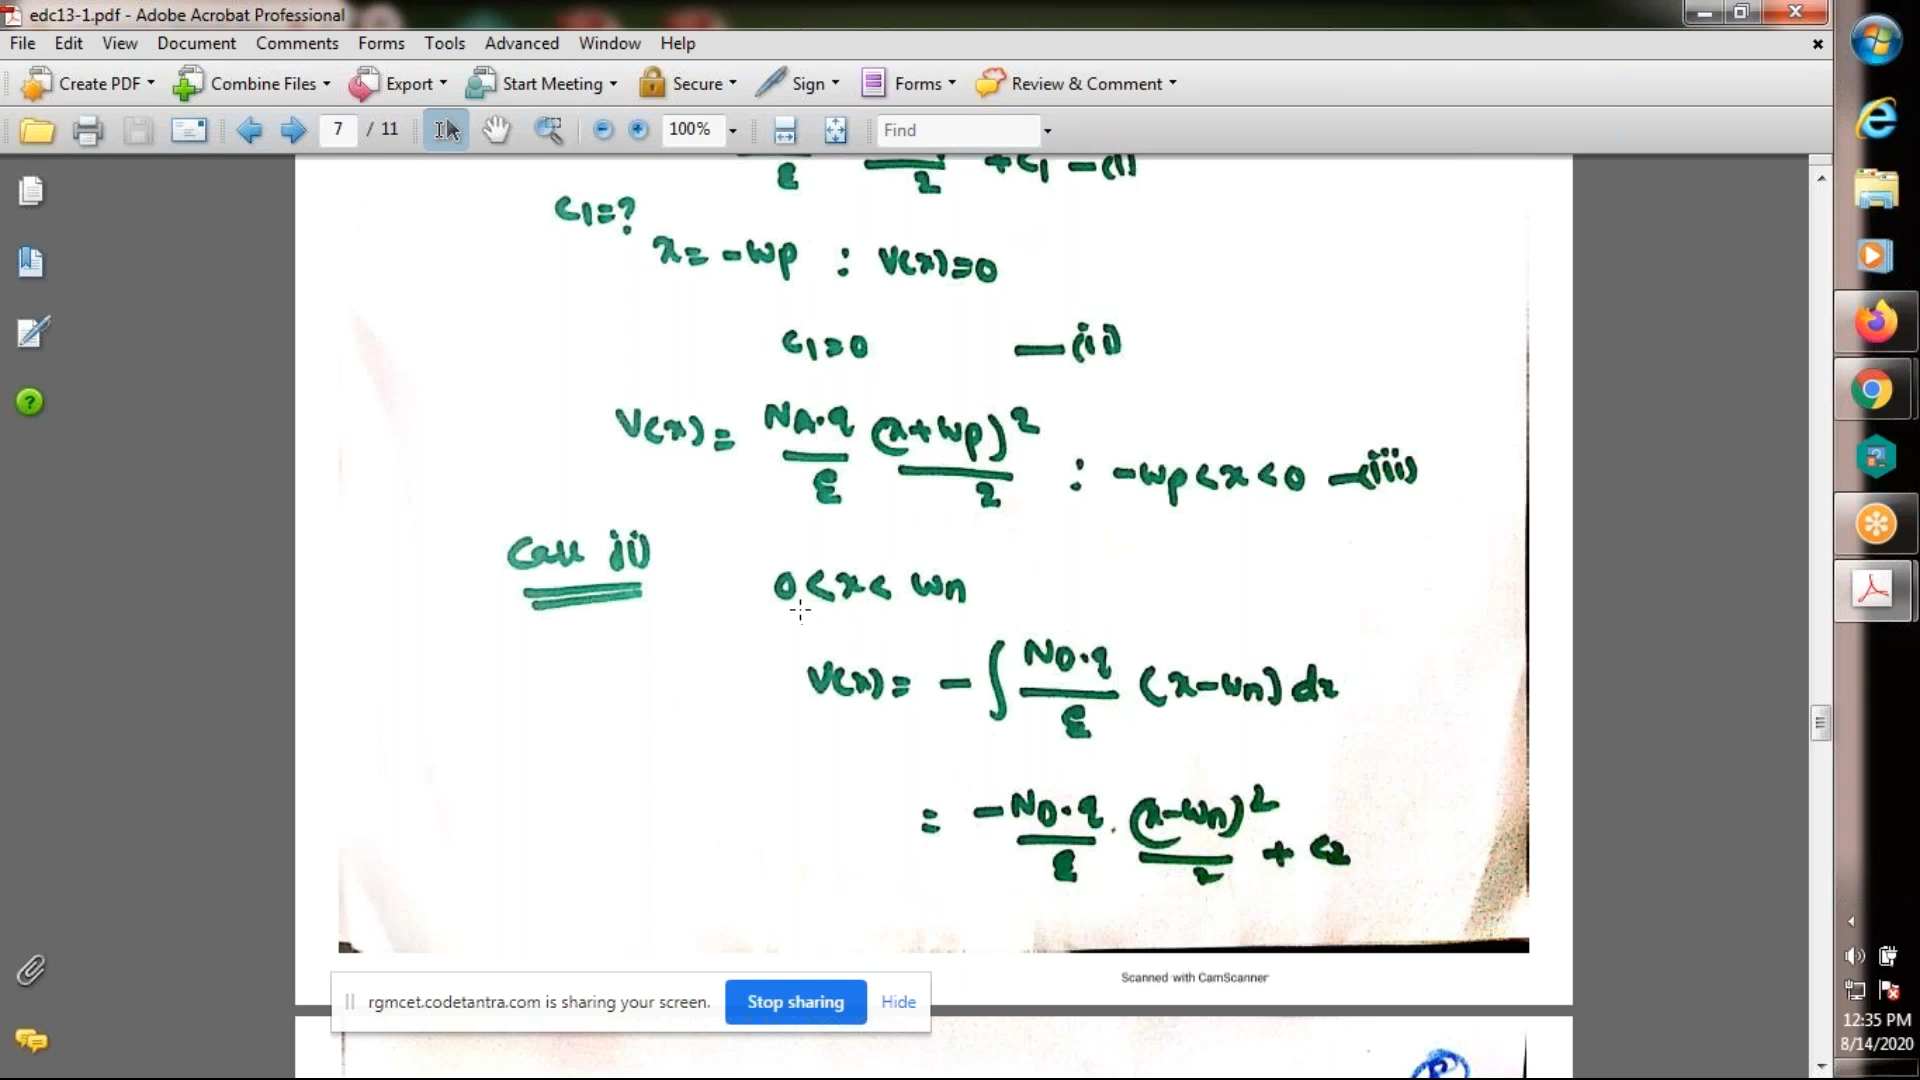 edc13-1.pdf - Adobe Acrobat Professional
File Edit View Document Comments Forms Tools Advanced Window Help
Create PDF Combine Files Export Start Meeting Secure Sign Forms Review & Comment
7 / 11 100% Find
ε 2 +C1 -(i)
C1=?
x= -Wp : V(x)=0
C1=0 -(ii)
V(x)= NA.q/ε (x+Wp)²/2 : -Wp<x<0 -(iii)
Case ii)
0<x< Wn
V(x)= -∫ ND.q/ε (x-Wn) dx
= -ND.q/ε . (x-Wn)²/2 + C2
Scanned with CamScanner
rgmcet.codetantra.com is sharing your screen. Stop sharing Hide
12:35 PM
8/14/2020